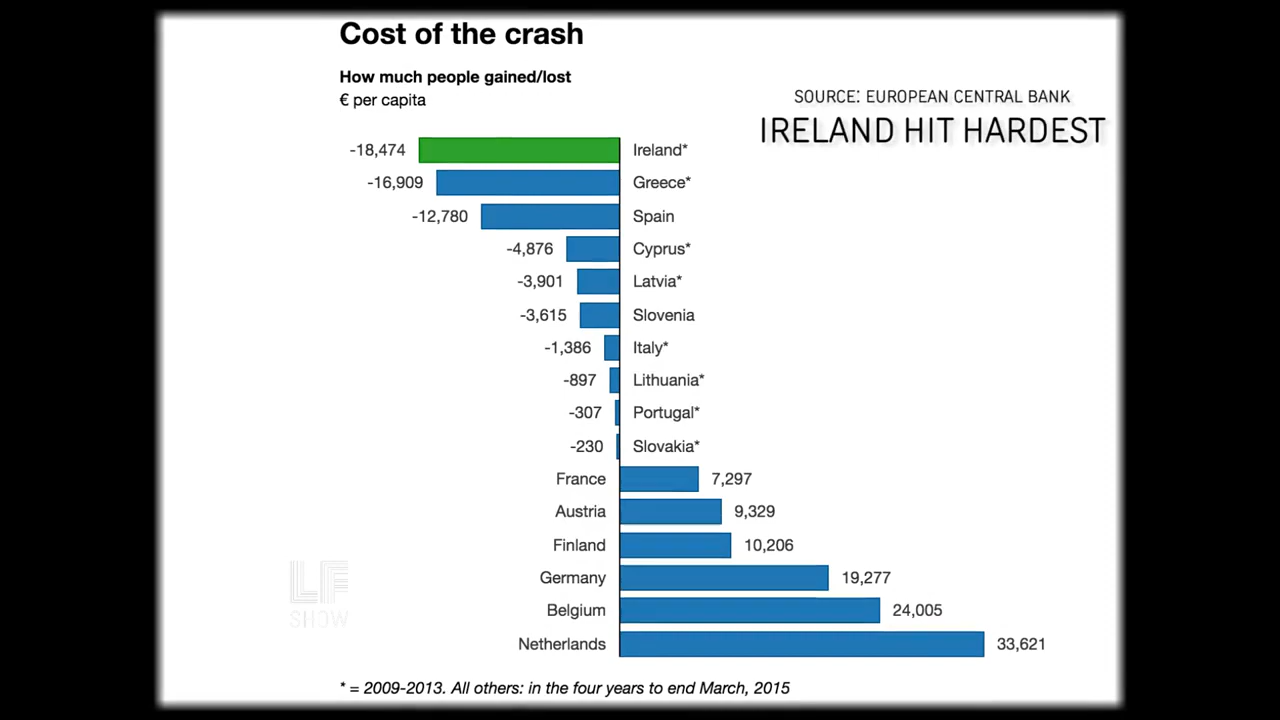 Cost of the crash
How much people gained/lost
€ per capita
SOURCE: EUROPEAN CENTRAL BANK
IRELAND HIT HARDEST
-18,474 Ireland*
-16,909 Greece*
-12,780 Spain
-4,876 Cyprus*
-3,901 Latvia*
-3,615 Slovenia
-1,386 Italy*
-897 Lithuania*
-307 Portugal*
-230 Slovakia*
France 7,297
Austria 9,329
Finland 10,206
Germany 19,277
Belgium 24,005
Netherlands 33,621
LF
SHOW
* = 2009-2013. All others: in the four years to end March, 2015